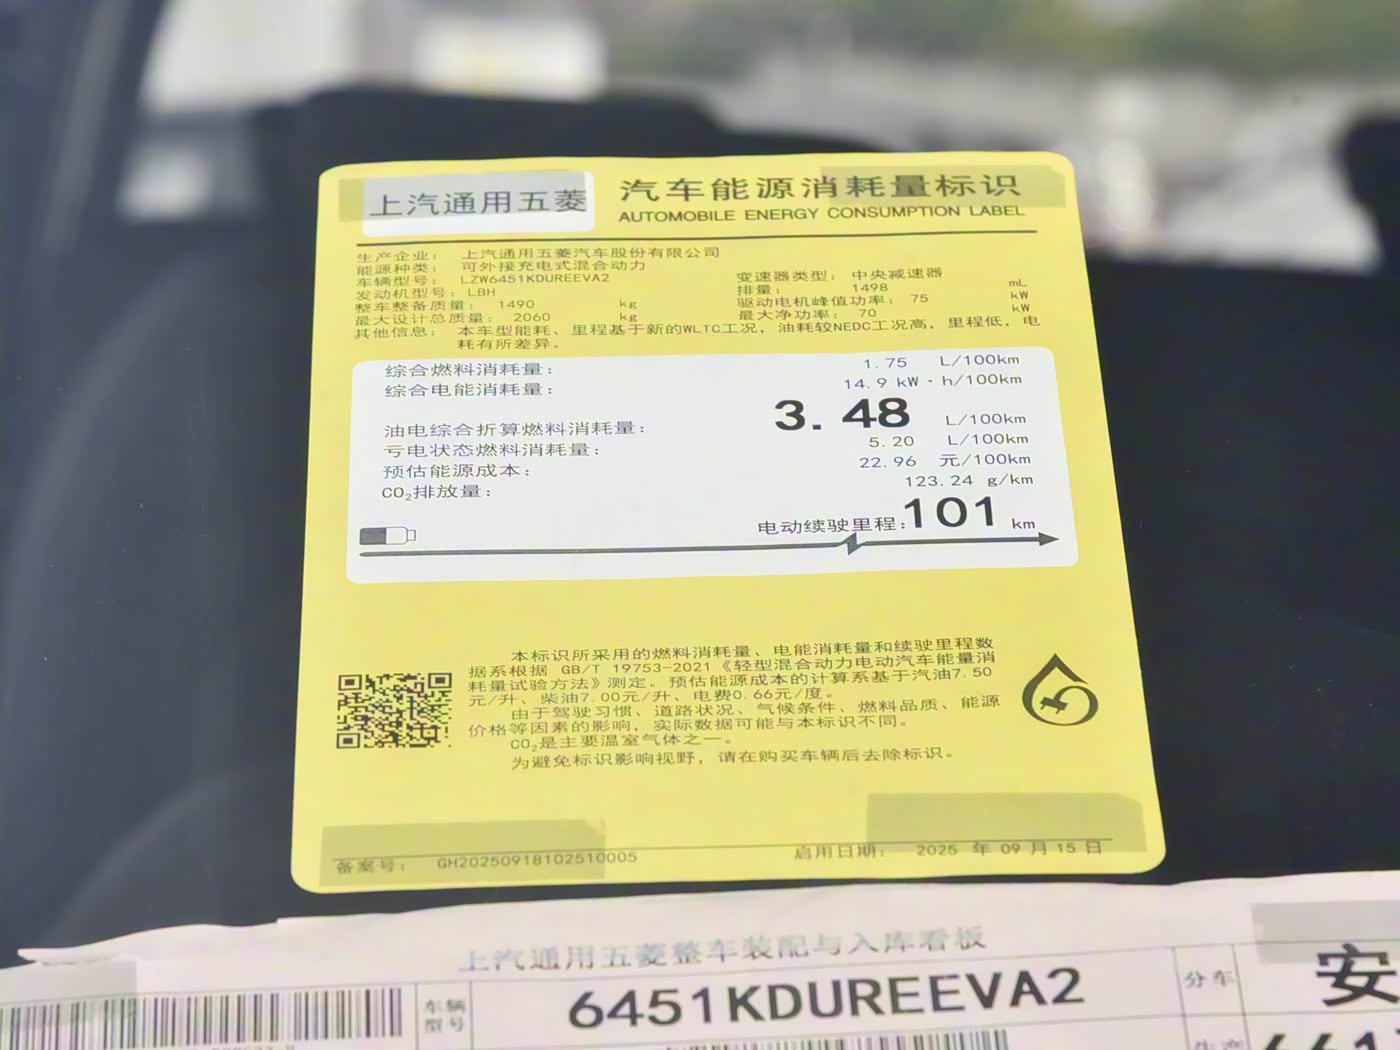 上汽通用五菱
汽车能源消耗量标识
AUTOMOBILE ENERGY CONSUMPTION LABEL
生产企业： 上汽通用五菱汽车股份有限公司
能源种类： 可外接充电式混合动力
车辆型号： LZW6451KDUREEVA2 变速器类型： 中央减速器
发动机型号： LBH 排量： 1498 mL
整车整备质量： 1490 kg 驱动电机峰值功率： 75 kW
最大设计总质量： 2060 kg 最大净功率： 70 kW
其他信息： 本车型能耗、里程基于新的WLTC工况，油耗较NEDC工况高，里程低，电
耗有所差异。
综合燃料消耗量： 1.75 L/100km
综合电能消耗量： 14.9 kW·h/100km
油电综合折算燃料消耗量： 3.48 L/100km
亏电状态燃料消耗量： 5.20 L/100km
预估能源成本： 22.96 元/100km
CO₂排放量： 123.24 g/km
电动续驶里程：101 km
本标识所采用的燃料消耗量、电能消耗量和续驶里程数
据系根据 GB/T 19753-2021《轻型混合动力电动汽车能量消
耗量试验方法》测定。预估能源成本的计算系基于汽油7.50
元/升、柴油7.00元/升、电费0.66元/度。
由于驾驶习惯、道路状况、气候条件、燃料品质、能源
价格等因素的影响，实际数据可能与本标识不同。
CO₂是主要温室气体之一。
为避免标识影响视野，请在购买车辆后去除标识。
备案号： GH20250918102510005 启用日期： 2025 年 09 月 15 日
上汽通用五菱整车装配与入库看板
车辆型号 6451KDUREEVA2 分车 安